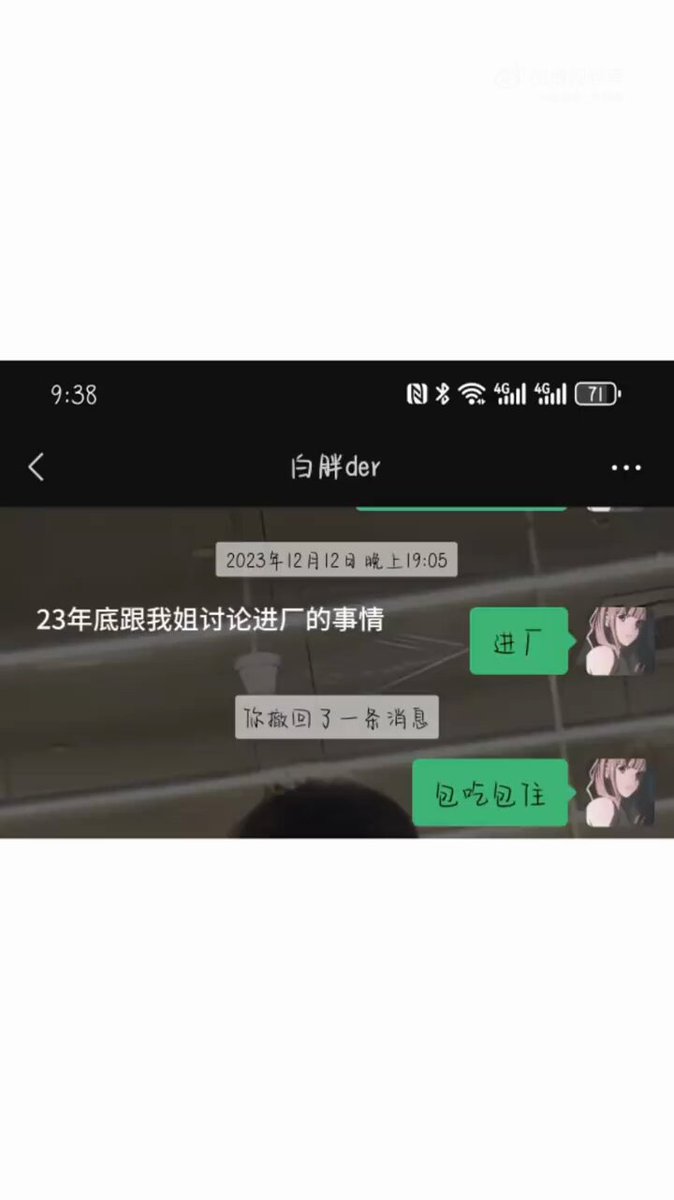 9:38
4G 4G 71
白胖der
2023年12月12日 晚上19:05
23年底跟我姐讨论进厂的事情
进厂
你撤回了一条消息
包吃包住